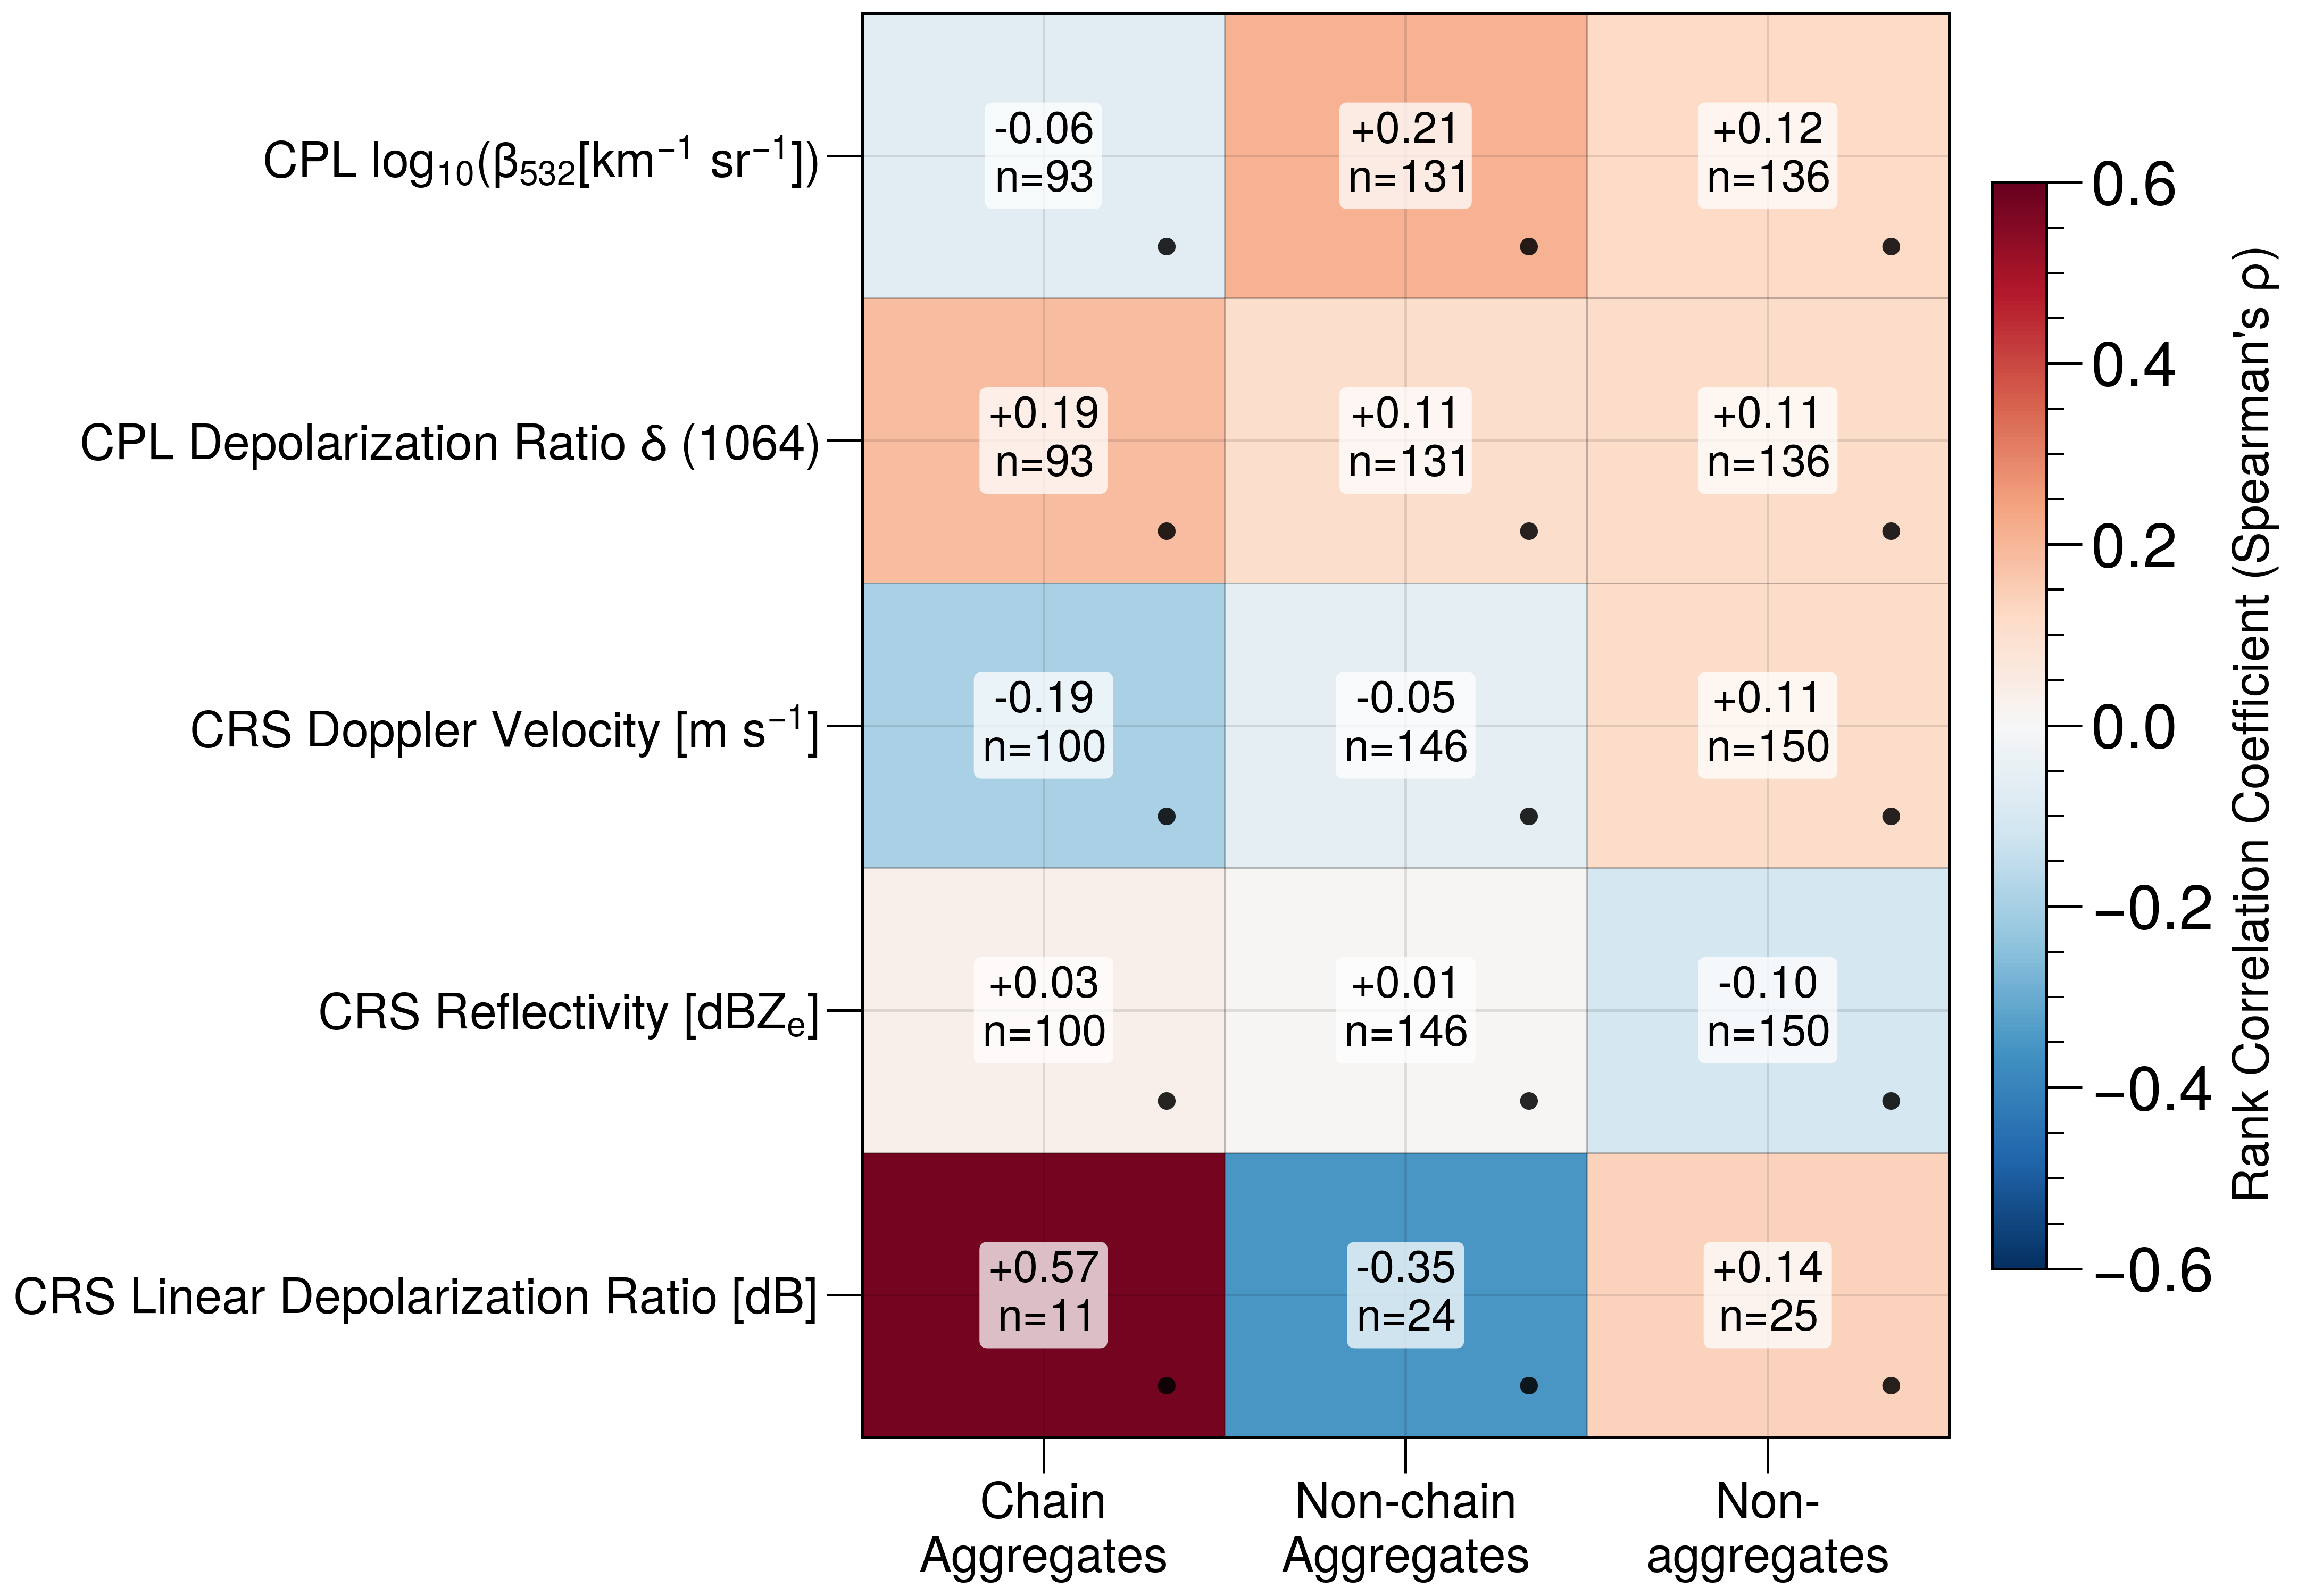 CPL log₁₀(β₅₃₂[km⁻¹ sr⁻¹])
-0.06
n=93
+0.21
n=131
+0.12
n=136
CPL Depolarization Ratio δ (1064)
+0.19
n=93
+0.11
n=131
+0.11
n=136
CRS Doppler Velocity [m s⁻¹]
-0.19
n=100
-0.05
n=146
+0.11
n=150
CRS Reflectivity [dBZₑ]
+0.03
n=100
+0.01
n=146
-0.10
n=150
CRS Linear Depolarization Ratio [dB]
+0.57
n=11
-0.35
n=24
+0.14
n=25
Chain
Aggregates
Non-chain
Aggregates
Non-
aggregates
0.6
0.4
0.2
0.0
−0.2
−0.4
−0.6
Rank Correlation Coefficient (Spearman's ρ)